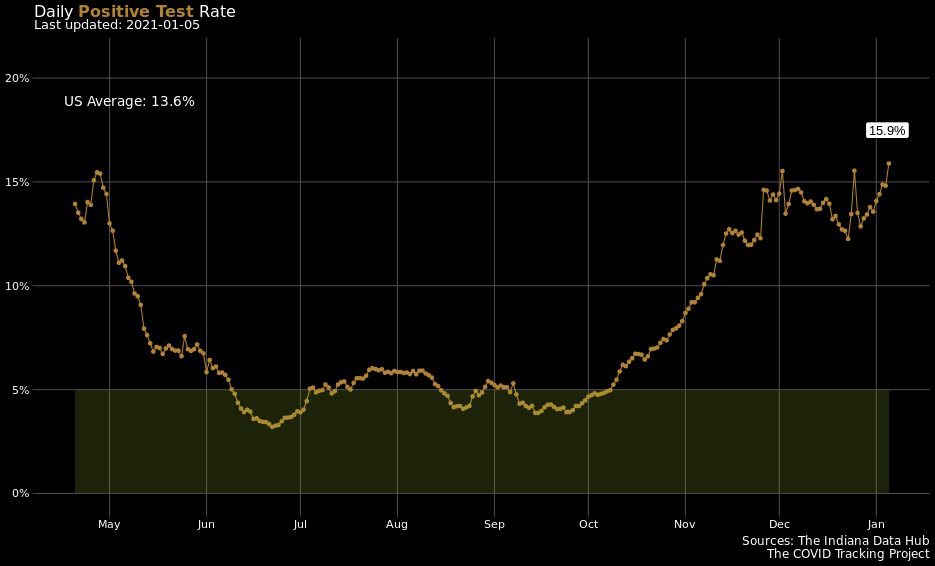 Daily Positive Test Rate
Last updated: 2021-01-05
20%
US Average: 13.6%
15.9%
15%
10%
5%
0%
May Jun Jul Aug Sep Oct Nov Dec Jan
Sources: The Indiana Data Hub
The COVID Tracking Project